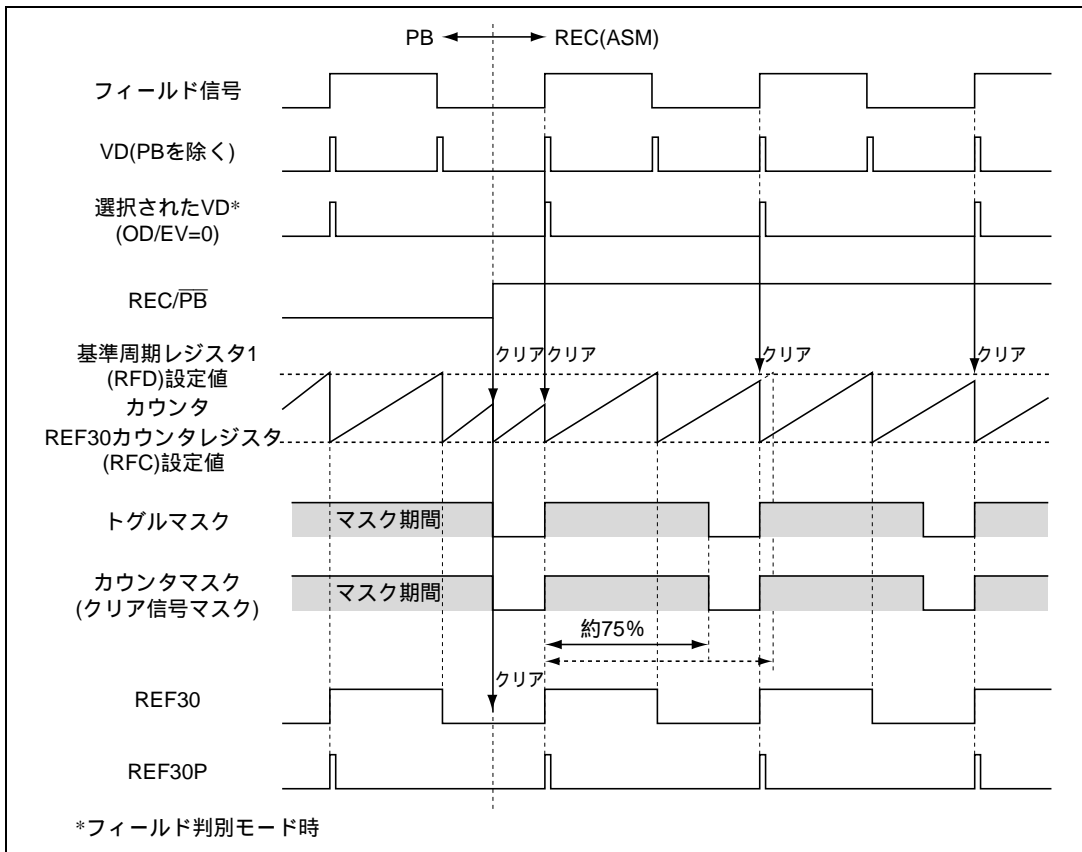 PB REC(ASM)
フィールド信号
VD(PBを除く)
選択されたVD*
(OD/EV=0)
REC/PB
基準周期レジスタ1
(RFD)設定値
クリア クリア クリア クリア
カウンタ
REF30カウンタレジスタ
(RFC)設定値
トグルマスク
マスク期間
カウンタマスク
(クリア信号マスク)
マスク期間
約75%
クリア
REF30
REF30P
*フィールド判別モード時